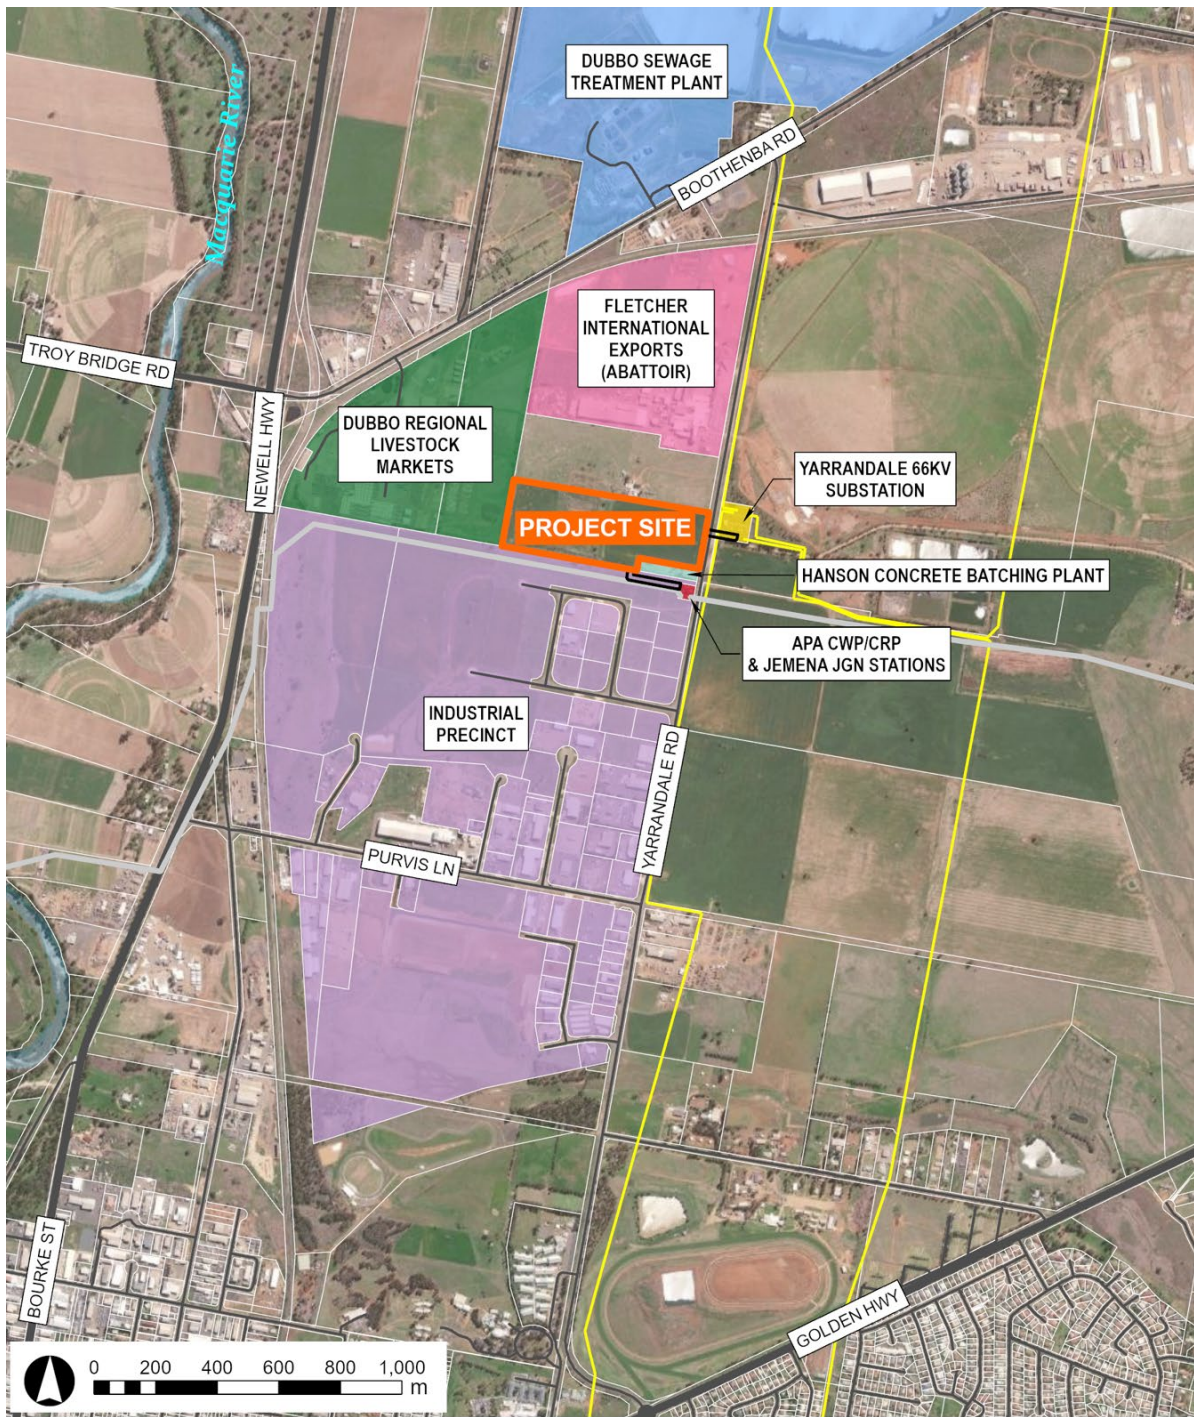 DUBBO SEWAGE
TREATMENT PLANT
Macquarie River
BOOTHENBA RD
FLETCHER
INTERNATIONAL
EXPORTS
(ABATTOIR)
TROY BRIDGE RD
NEWELL HWY
DUBBO REGIONAL
LIVESTOCK
MARKETS
YARRANDALE 66KV
SUBSTATION
PROJECT SITE
HANSON CONCRETE BATCHING PLANT
APA CWP/CRP
& JEMENA JGN STATIONS
INDUSTRIAL
PRECINCT
YARRANDALE RD
PURVIS LN
BOURKE ST
GOLDEN HWY
0 200 400 600 800 1,000
m